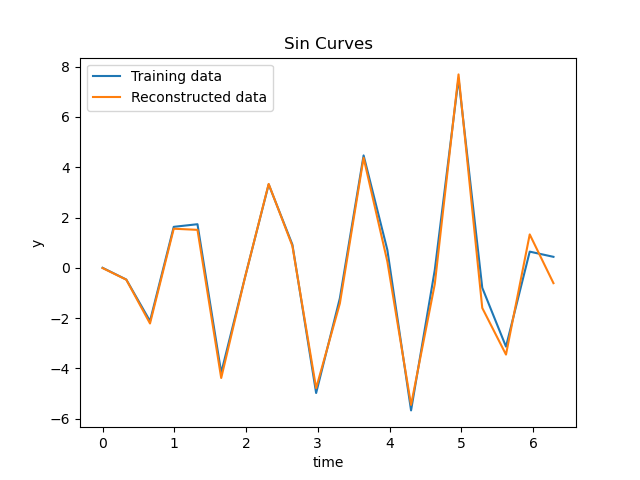 Sin Curves
Training data
Reconstructed data
8
6
4
2
0
−2
−4
−6
y
0 1 2 3 4 5 6
time